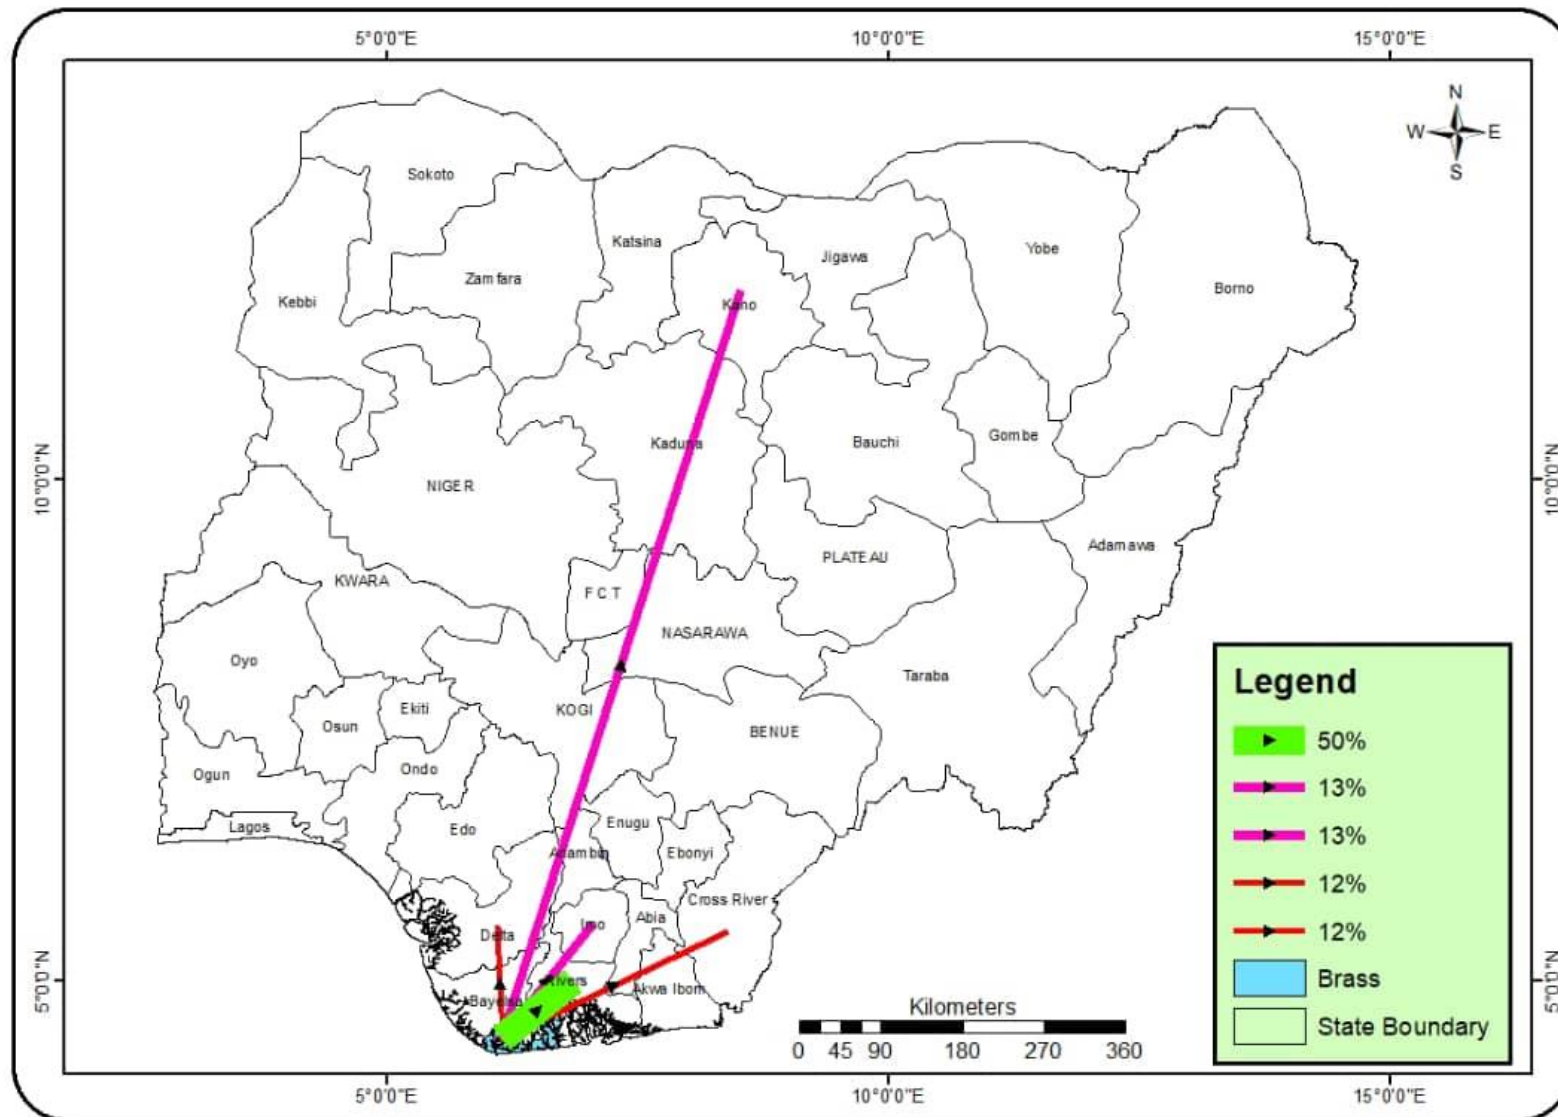 5°0'0"E 10°0'0"E 15°0'0"E
N
W E
S
Sokoto
Katsina
Yobe
Jigawa
Zamfara
Borno
Kebbi
Kano
Gombe
Kaduna
Bauchi
10°0'0"N 10°0'0"N
NIGER
Adamawa
PLATEAU
KWARA
F C T
NASARAWA
Oyo
Taraba
Ekiti
KOGI
Osun
BENUE
Ogun
Ondo
Lagos
Edo
Enugu
Ebonyi
Cross River
Abia
Imo
Delta
5°0'0"N 5°0'0"N
Rivers
Akwa Ibom
Bayelsa
Kilometers
0 45 90 180 270 360
Legend
50%
13%
13%
12%
12%
Brass
State Boundary
5°0'0"E 10°0'0"E 15°0'0"E